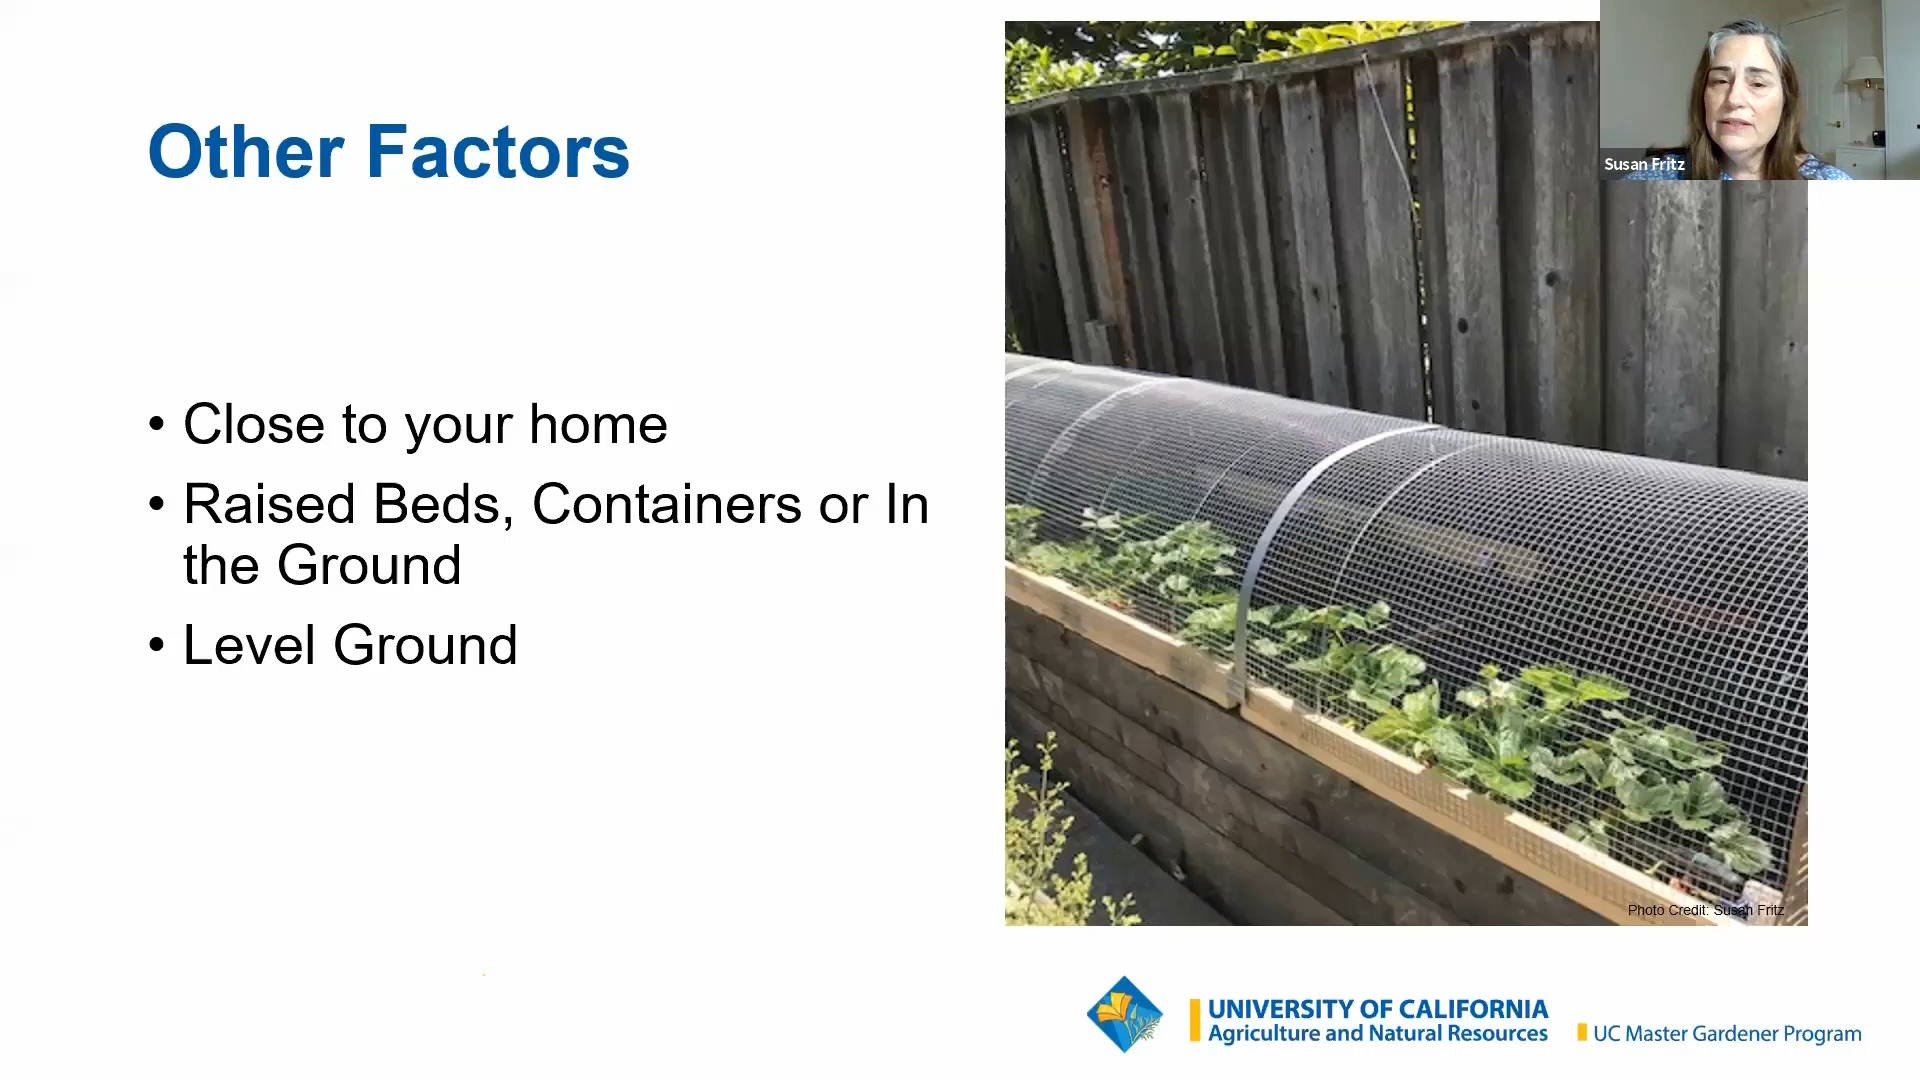 Other Factors
Susan Fritz
• Close to your home
• Raised Beds, Containers or In
the Ground
• Level Ground
Photo Credit: Susan Fritz
UNIVERSITY OF CALIFORNIA
Agriculture and Natural Resources
UC Master Gardener Program